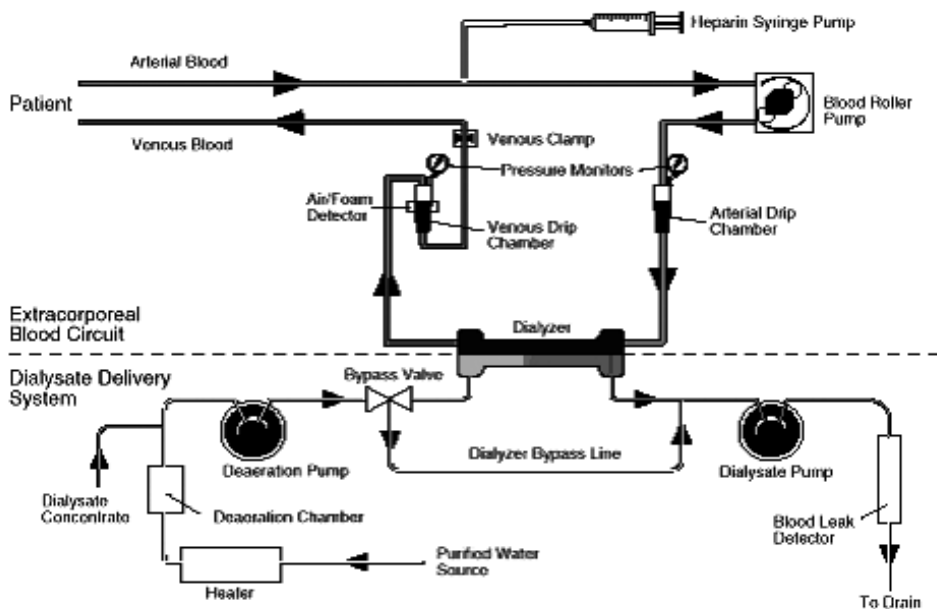 Heparin Syringe Pump
Arterial Blood
Patient
Blood Roller
Pump
Venous Blood
Venous Clamp
Pressure Monitors
Air/Foam
Detector
Venous Drip
Chamber
Arterial Drip
Chamber
Extracorporeal
Blood Circuit
Dialyzer
Dialysate Delivery
System
Bypass Valve
Deaeration Pump
Dialyzer Bypass Line
Dialysate Pump
Dialysate
Concentrate
Deaeration Chamber
Blood Leak
Detector
Purified Water
Source
Heater
To Drain